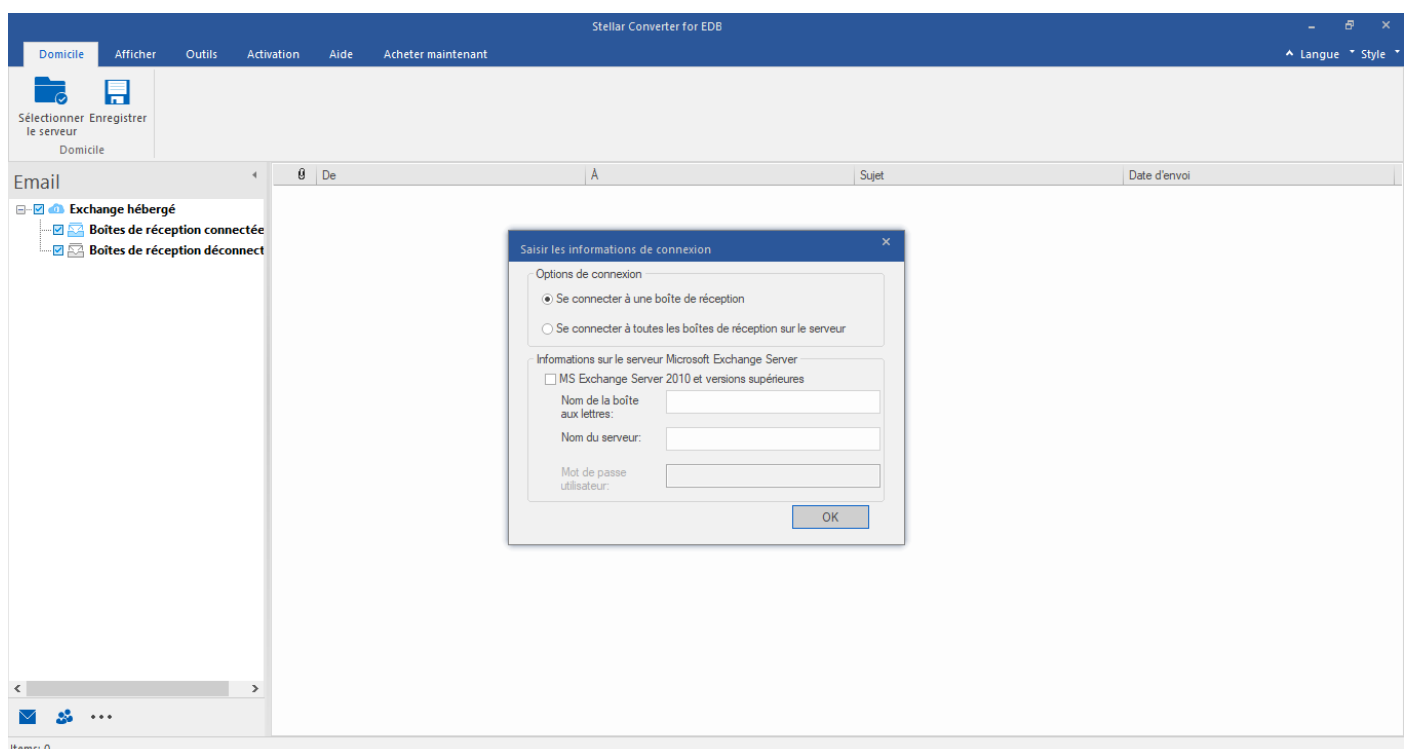 Stellar Converter for EDB
Domicile Afficher Outils Activation Aide Acheter maintenant Langue Style
Sélectionner le serveur
Enregistrer
Domicile
Email
De À Sujet Date d'envoi
Exchange hébergé
Boîtes de réception connectée
Boîtes de réception déconnect
Saisir les informations de connexion
Options de connexion
Se connecter à une boîte de réception
Se connecter à toutes les boîtes de réception sur le serveur
Informations sur le serveur Microsoft Exchange Server
MS Exchange Server 2010 et versions supérieures
Nom de la boîte
aux lettres:
Nom du serveur:
Mot de passe
utilisateur:
OK
Items: 0